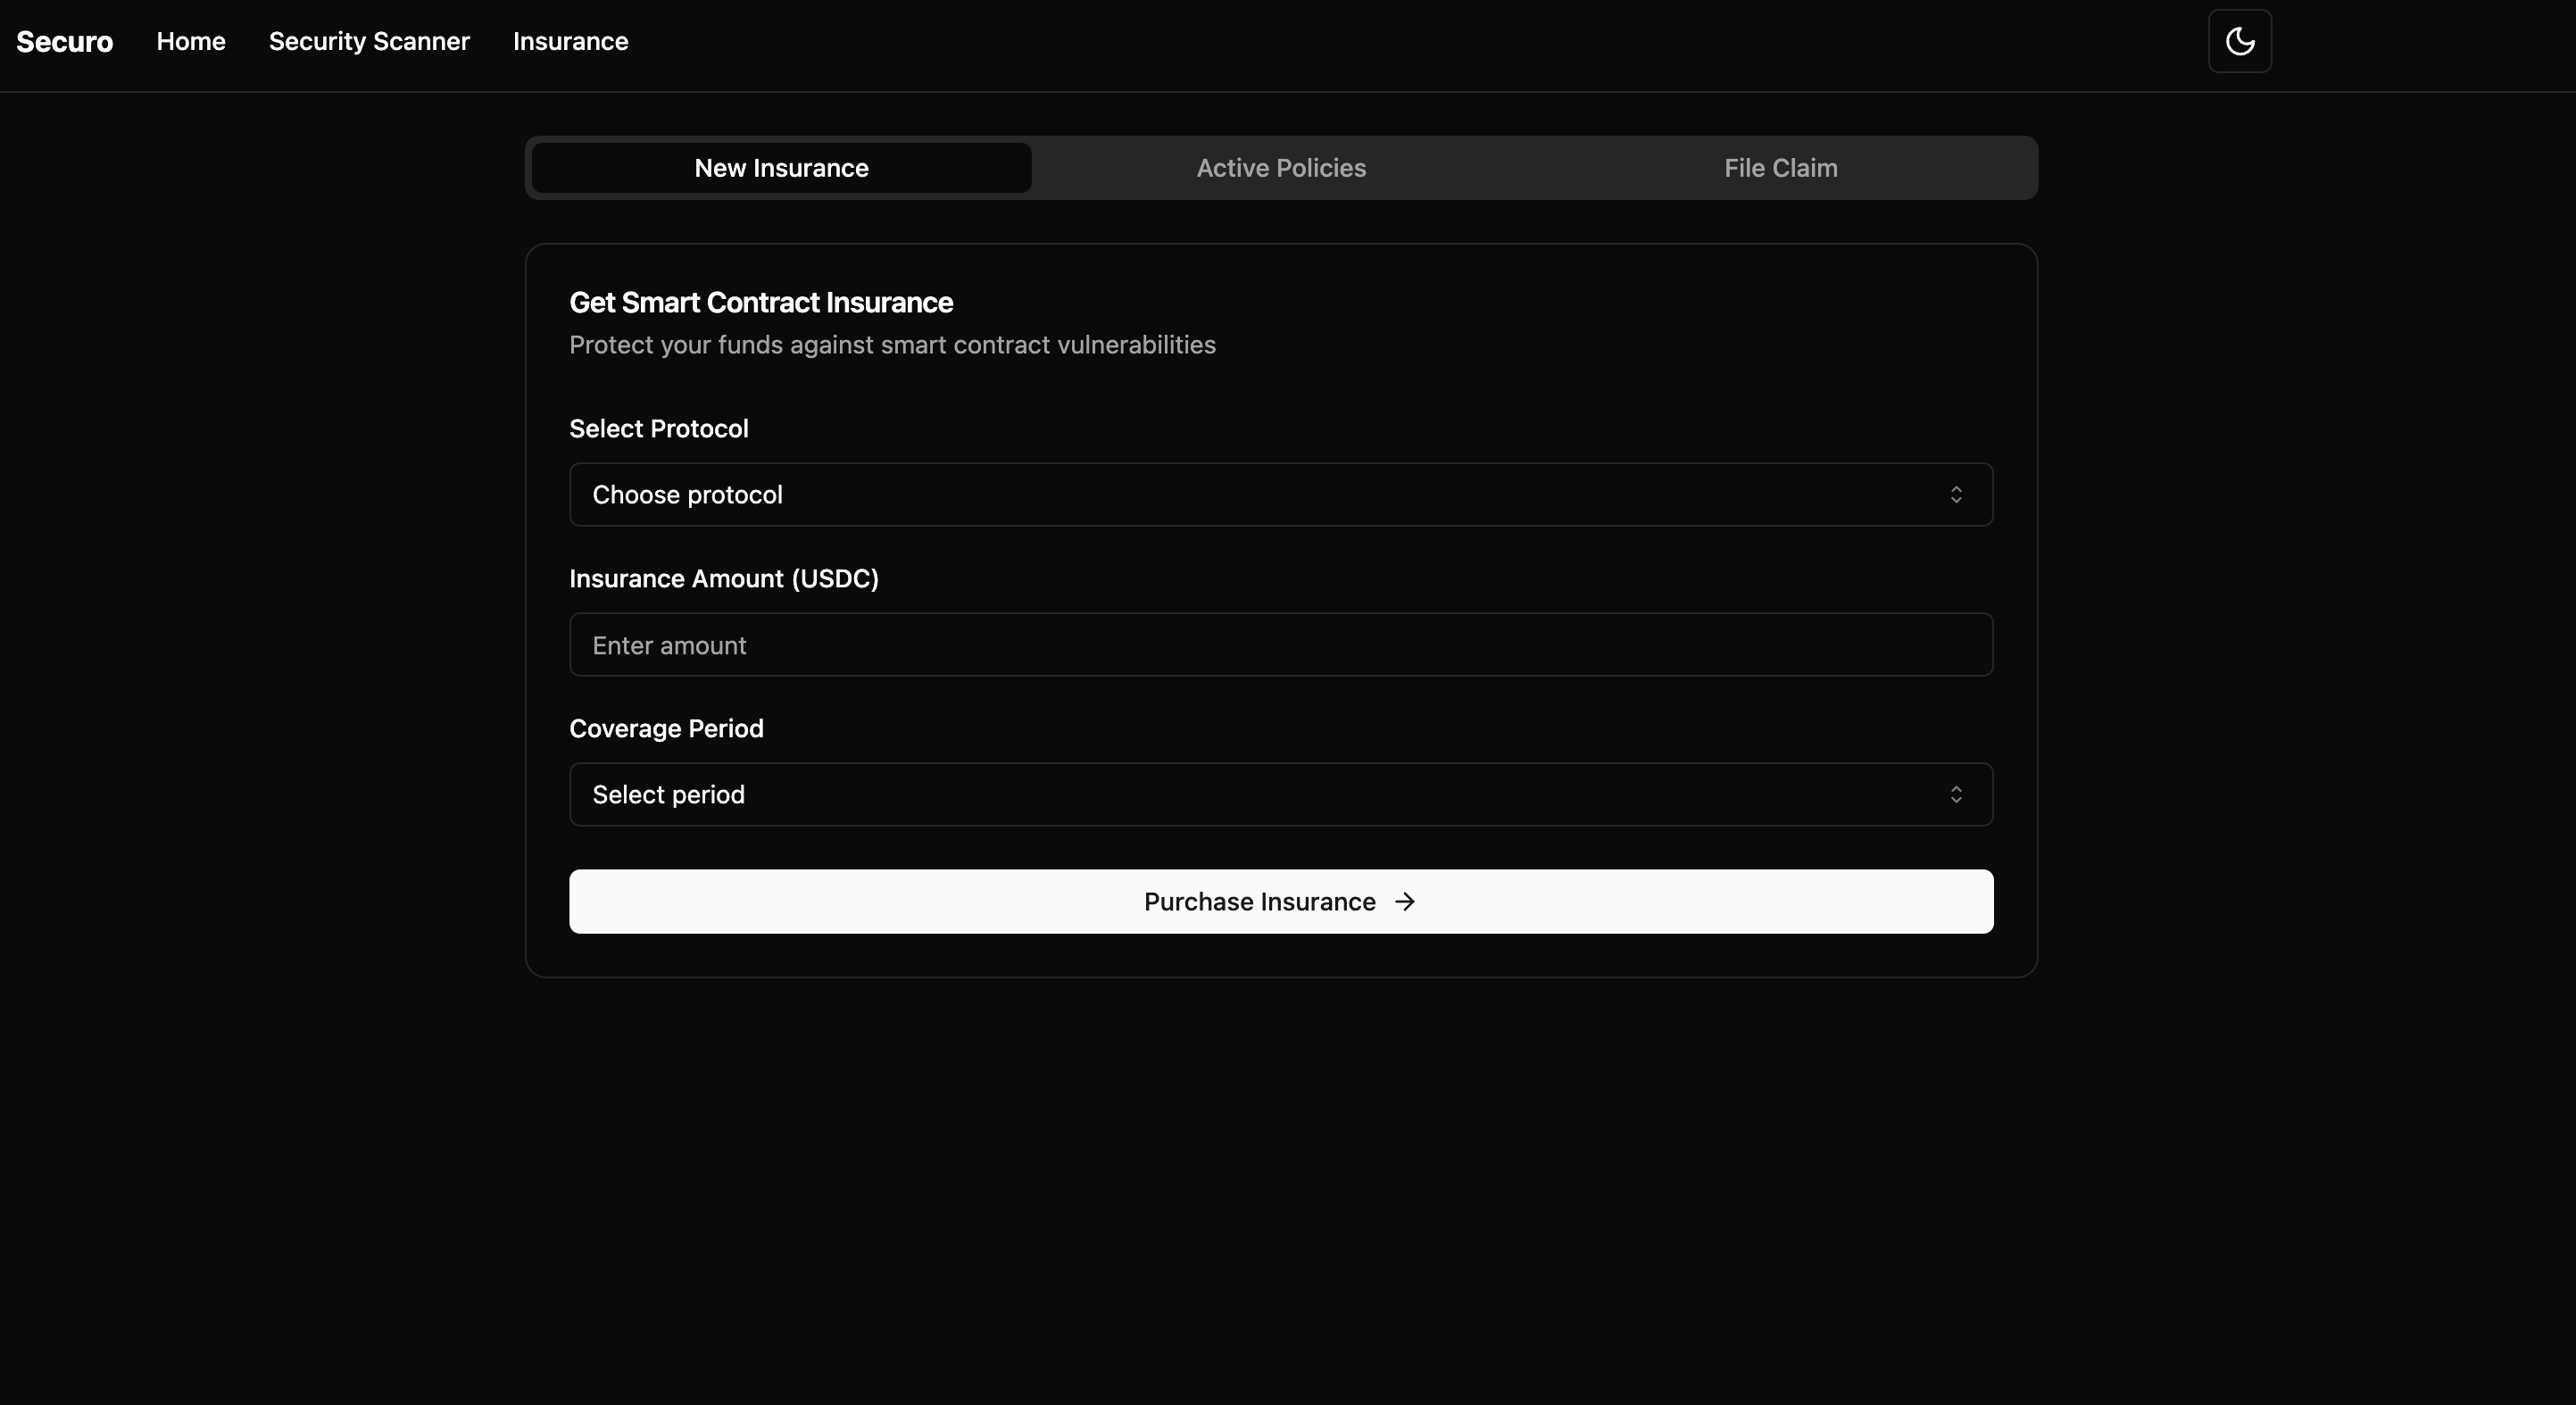 Securo Home Security Scanner Insurance
New Insurance Active Policies File Claim
Get Smart Contract Insurance
Protect your funds against smart contract vulnerabilities
Select Protocol
Choose protocol
Insurance Amount (USDC)
Enter amount
Coverage Period
Select period
Purchase Insurance →